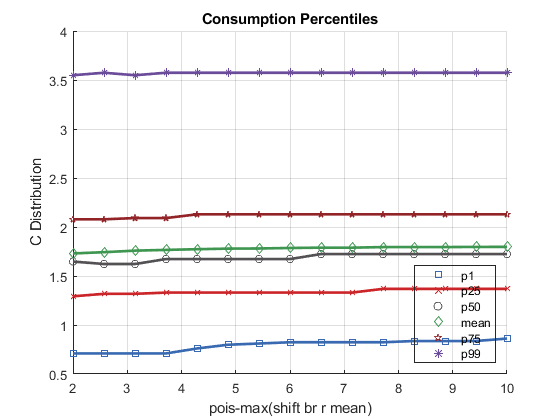 Consumption Percentiles
4
3.5
3
2.5
2
1.5
1
0.5
C Distribution
p1
p25
p50
mean
p75
p99
2 3 4 5 6 7 8 9 10
pois-max(shift br r mean)